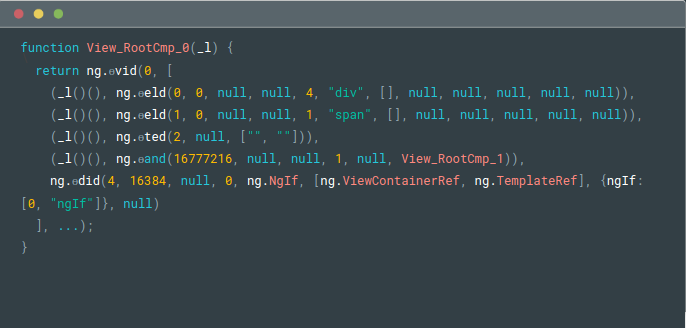 function View_RootCmp_0(_l) {
return ng.ɵvid(0, [
(_l()(), ng.ɵeld(0, 0, null, null, 4, "div", [], null, null, null, null, null)),
(_l()(), ng.ɵeld(1, 0, null, null, 1, "span", [], null, null, null, null, null)),
(_l()(), ng.ɵted(2, null, ["", ""])),
(_l()(), ng.ɵand(16777216, null, null, 1, null, View_RootCmp_1)),
ng.ɵdid(4, 16384, null, 0, ng.NgIf, [ng.ViewContainerRef, ng.TemplateRef], {ngIf:
[0, "ngIf"]}, null)
], ...);
}